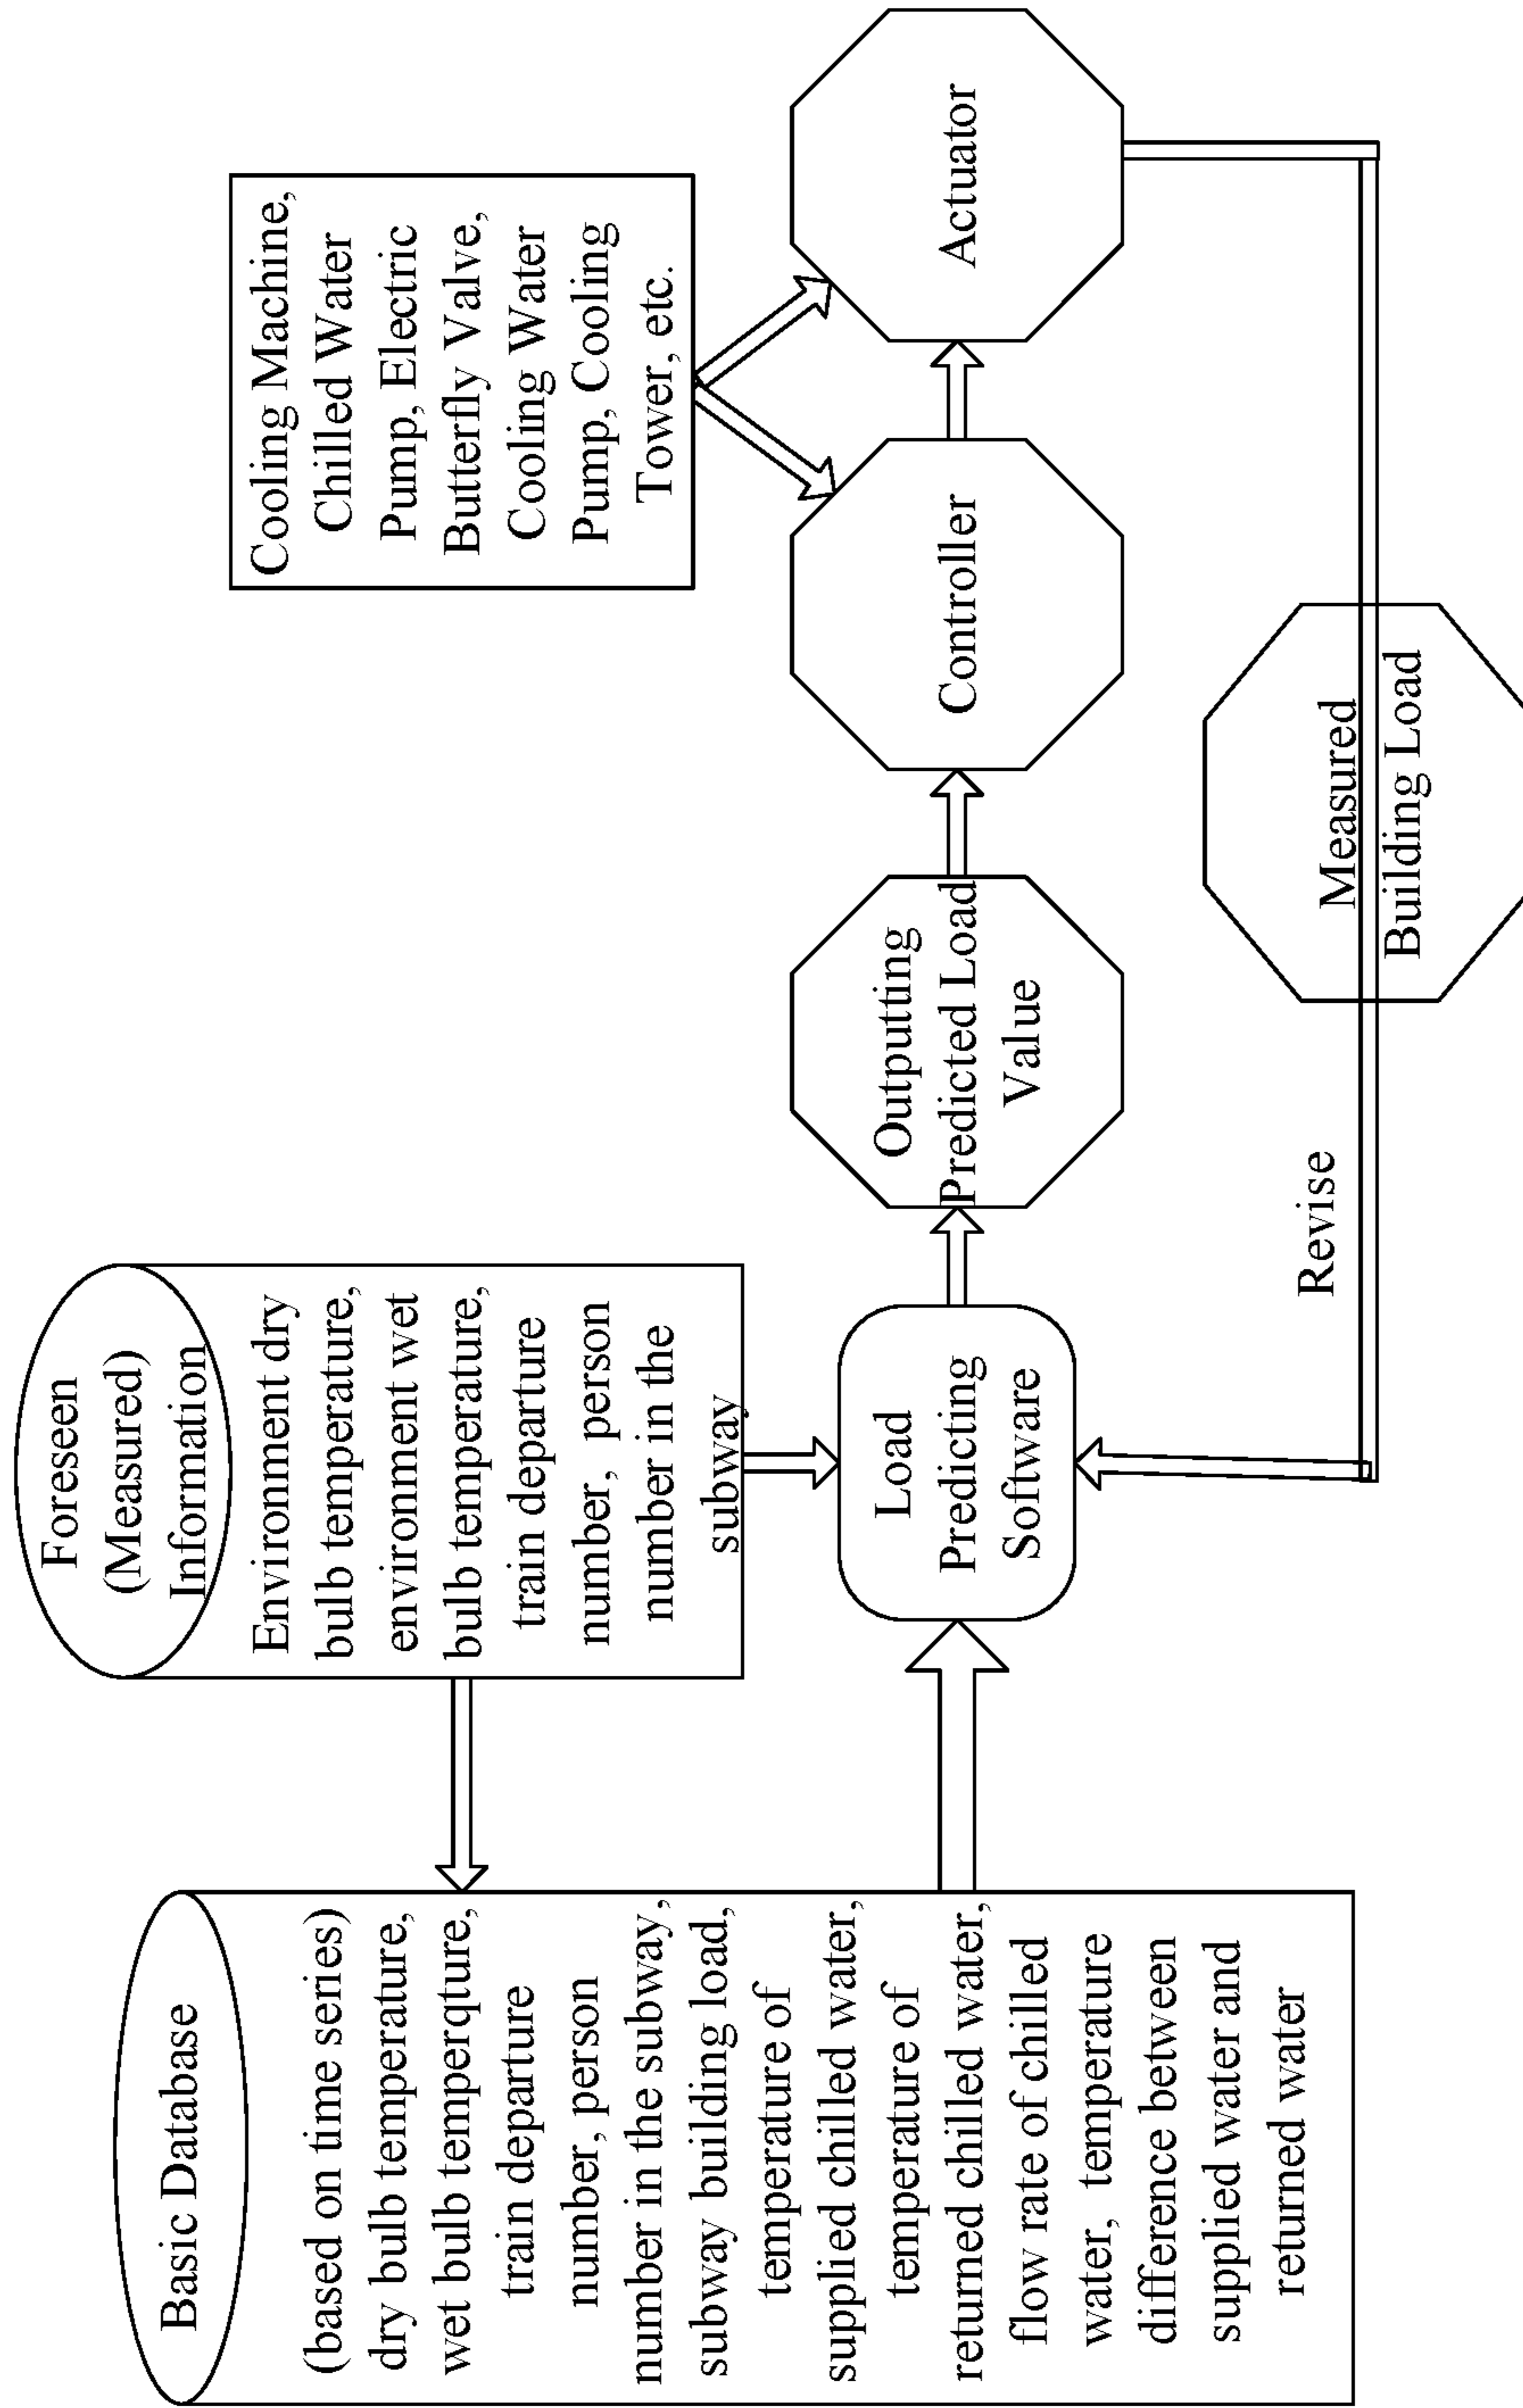 Basic Database
(based on time series)
dry bulb temperature,
wet bulb temperqture,
train departure
number, person
number in the subway,
subway building load,
temperature of
supplied chilled water,
temperature of
returned chilled water,
flow rate of chilled
water, temperature
difference between
supplied water and
returned water
Foreseen
(Measured)
Information
Environment dry
bulb temperature,
environment wet
bulb temperature,
train departure
number, person
number in the
subway
Load
Predicting
Software
Outputting
Predicted Load
Value
Controller
Actuator
Cooling Machine,
Chilled Water
Pump, Electric
Butterfly Valve,
Cooling Water
Pump, Cooling
Tower, etc.
Revise
Measured
Building Load